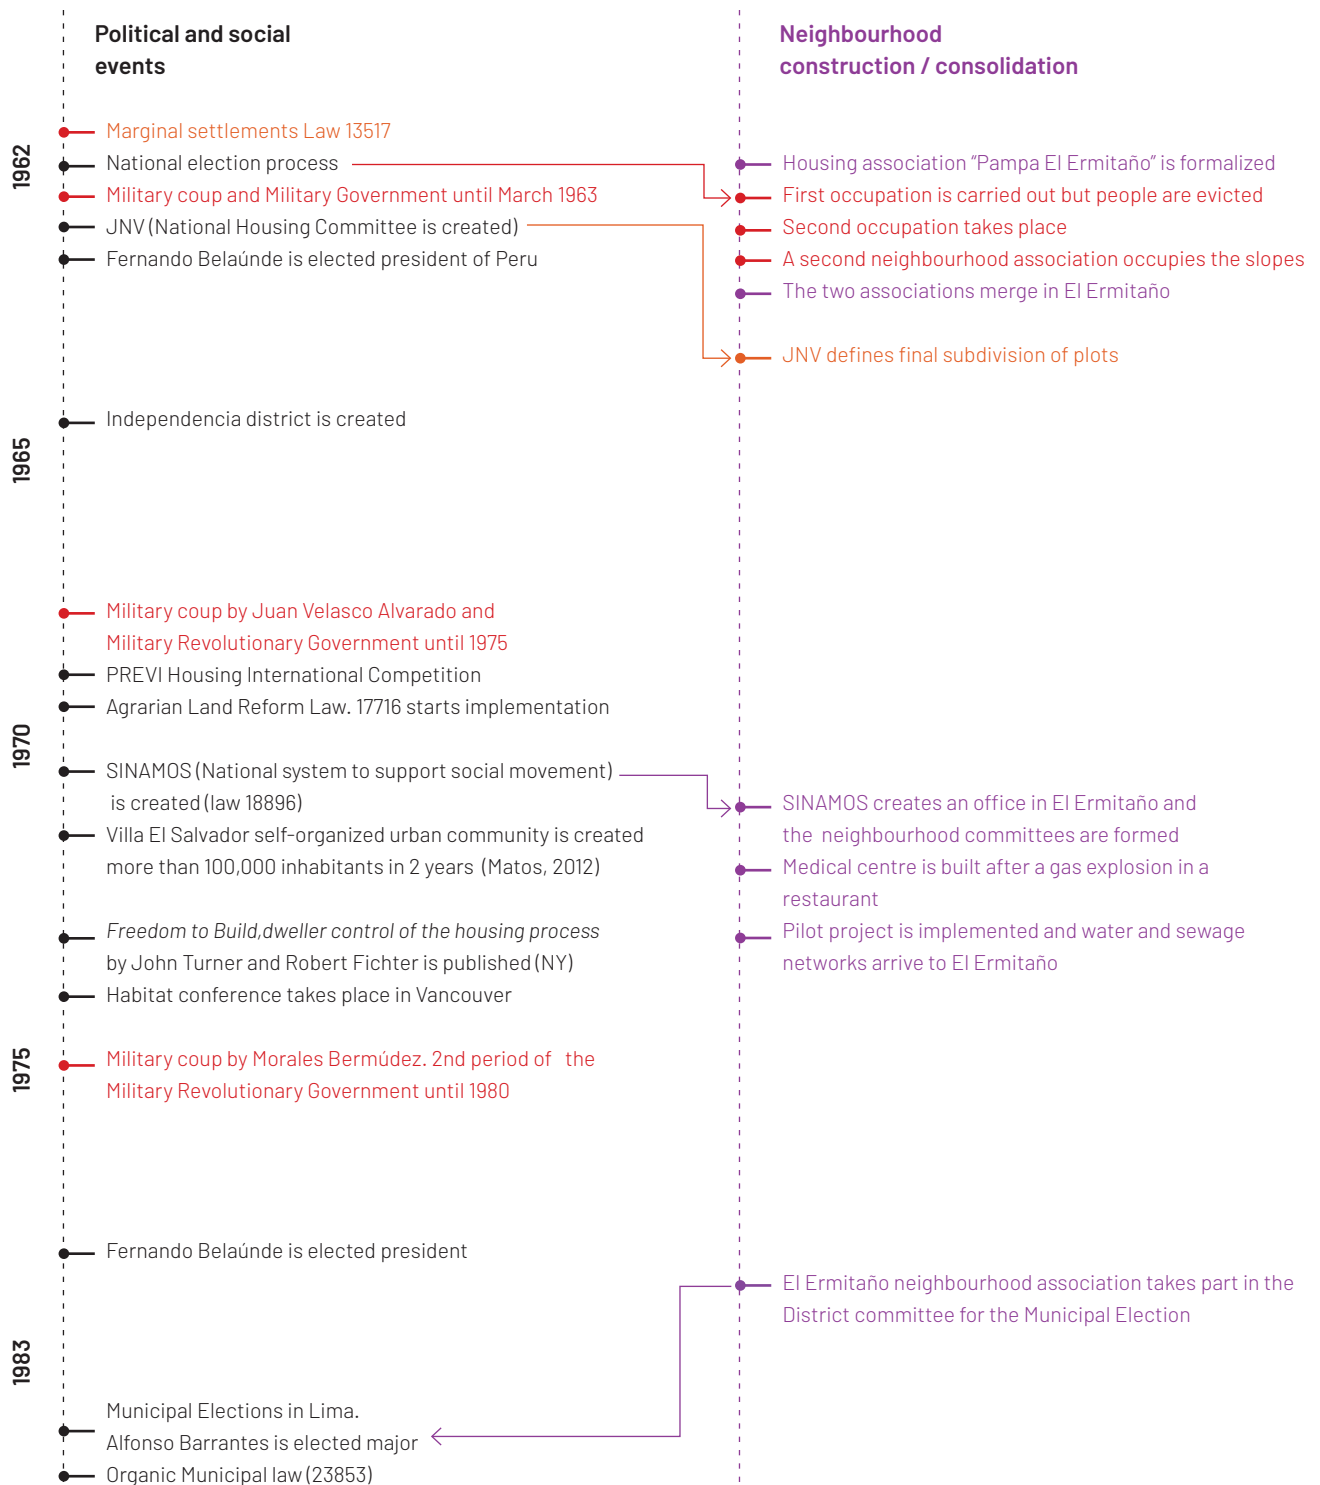 Political and social
events
1962
Marginal settlements Law 13517
National election process
Military coup and Military Government until March 1963
JNV (National Housing Committee is created)
Fernando Belaúnde is elected president of Peru
1965
Independencia district is created
Military coup by Juan Velasco Alvarado and
Military Revolutionary Government until 1975
PREVI Housing International Competition
Agrarian Land Reform Law. 17716 starts implementation
1970
SINAMOS (National system to support social movement)
is created (law 18896)
Villa El Salvador self-organized urban community is created
more than 100,000 inhabitants in 2 years (Matos, 2012)
Freedom to Build,dweller control of the housing process
by John Turner and Robert Fichter is published (NY)
Habitat conference takes place in Vancouver
1975
Military coup by Morales Bermúdez. 2nd period of the
Military Revolutionary Government until 1980
Fernando Belaúnde is elected president
1983
Municipal Elections in Lima.
Alfonso Barrantes is elected major
Organic Municipal law (23853)
Neighbourhood
construction / consolidation
Housing association “Pampa El Ermitaño” is formalized
First occupation is carried out but people are evicted
Second occupation takes place
A second neighbourhood association occupies the slopes
The two associations merge in El Ermitaño
JNV defines final subdivision of plots
SINAMOS creates an office in El Ermitaño and
the neighbourhood committees are formed
Medical centre is built after a gas explosion in a
restaurant
Pilot project is implemented and water and sewage
networks arrive to El Ermitaño
El Ermitaño neighbourhood association takes part in the
District committee for the Municipal Election